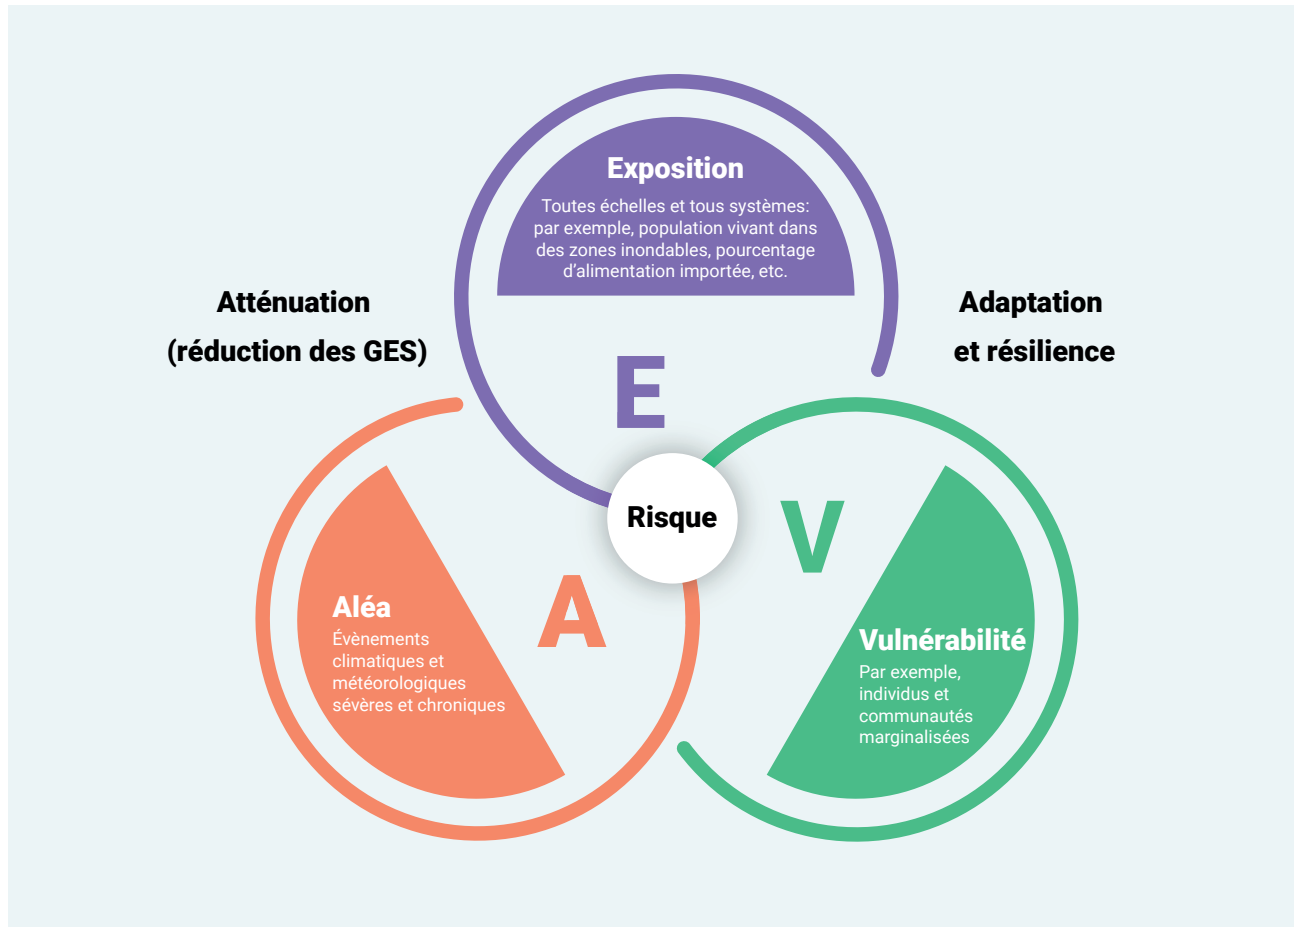 Exposition
Toutes échelles et tous systèmes:
par exemple, population vivant dans
des zones inondables, pourcentage
d’alimentation importée, etc.
Atténuation
(réduction des GES)
Adaptation
et résilience
E
Risque
V
A
Aléa
Évènements
climatiques et
météorologiques
sévères et chroniques
Vulnérabilité
Par exemple,
individus et
communautés
marginalisées